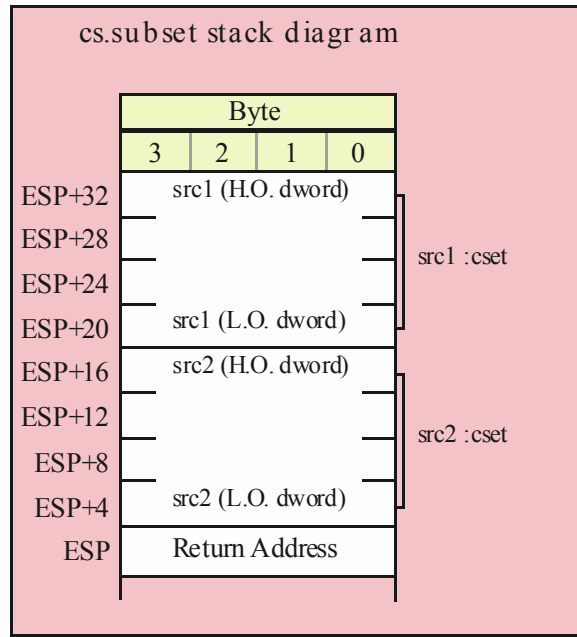 cs.subset stack diagram
Byte
3 2 1 0
ESP+32 src1 (H.O. dword)
ESP+28
src1 :cset
ESP+24
ESP+20 src1 (L.O. dword)
ESP+16 src2 (H.O. dword)
ESP+12
src2 :cset
ESP+8
ESP+4 src2 (L.O. dword)
ESP Return Address